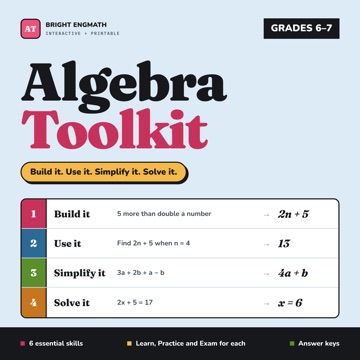 AT
BRIGHT ENGMATH
INTERACTIVE + PRINTABLE
GRADES 6–7
Algebra
Toolkit
Build it. Use it. Simplify it. Solve it.
1 Build it 5 more than double a number → 2n + 5
2 Use it Find 2n + 5 when n = 4 → 13
3 Simplify it 3a + 2b + a − b → 4a + b
4 Solve it 2x + 5 = 17 → x = 6
6 essential skills Learn, Practice and Exam for each Answer keys